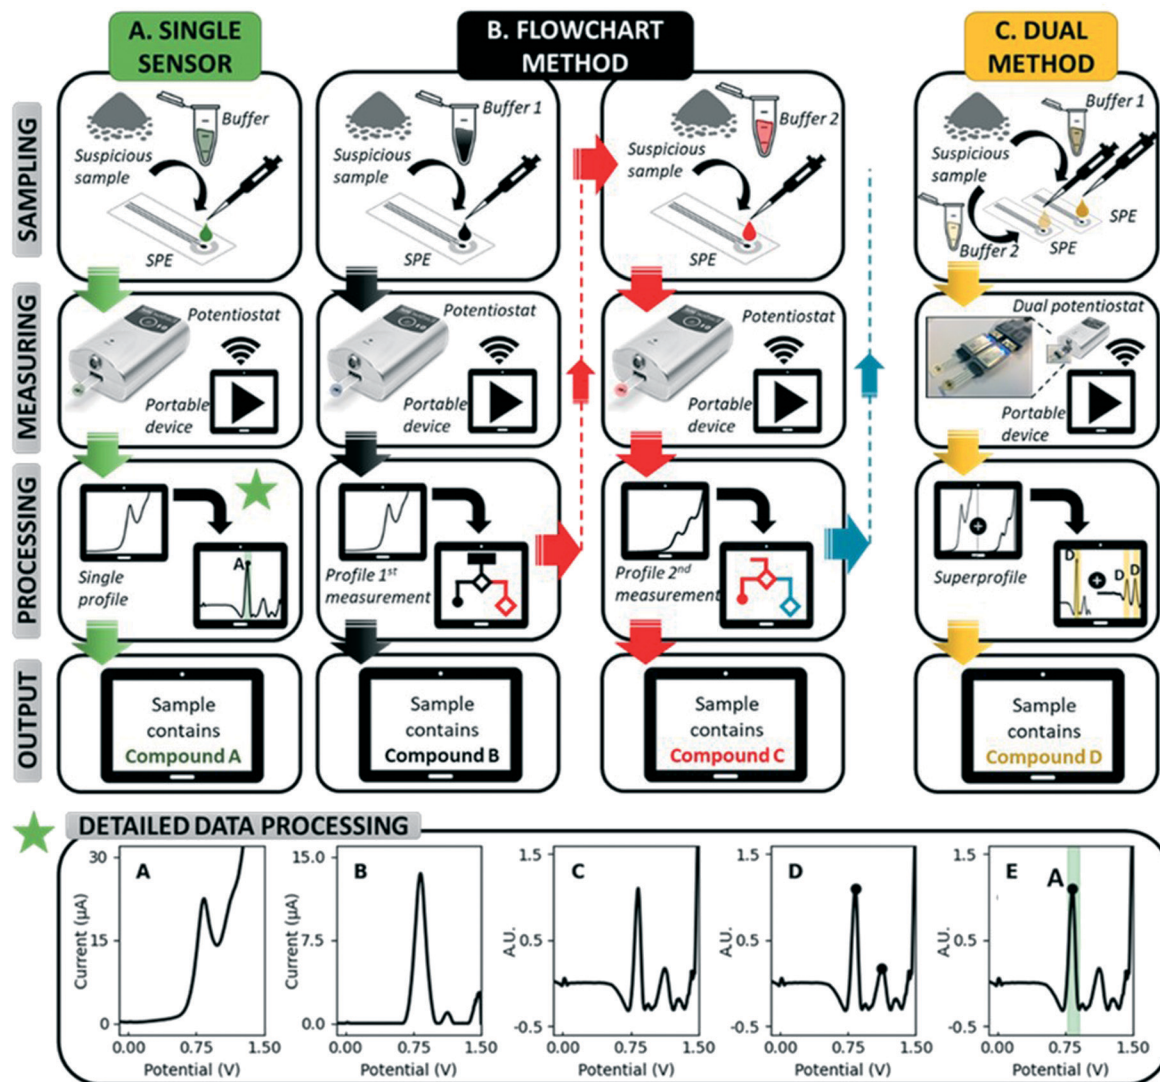 A. SINGLE
SENSOR
B. FLOWCHART
METHOD
C. DUAL
METHOD
SAMPLING
Buffer
Suspicious
sample
SPE
Buffer 1
Suspicious
sample
SPE
Buffer 2
Suspicious
sample
SPE
Buffer 1
Suspicious
sample
SPE
SPE
Buffer 2
MEASURING
Potentiostat
Portable
device
Potentiostat
Portable
device
Potentiostat
Portable
device
Dual potentiostat
Portable
device
PROCESSING
A
Single
profile
Profile 1st
measurement
Profile 2nd
measurement
Superprofile
D
D D
OUTPUT
Sample
contains
Compound A
Sample
contains
Compound B
Sample
contains
Compound C
Sample
contains
Compound D
DETAILED DATA PROCESSING
A
Current (µA)
30
15
0
0.00 0.75 1.50
Potential (V)
B
Current (µA)
15.0
7.5
0.0
0.00 0.75 1.50
Potential (V)
C
A.U.
1.5
0.5
-0.5
0.00 0.75 1.50
Potential (V)
D
A.U.
1.5
0.5
-0.5
0.00 0.75 1.50
Potential (V)
E
A
A.U.
1.5
0.5
-0.5
0.00 0.75 1.50
Potential (V)